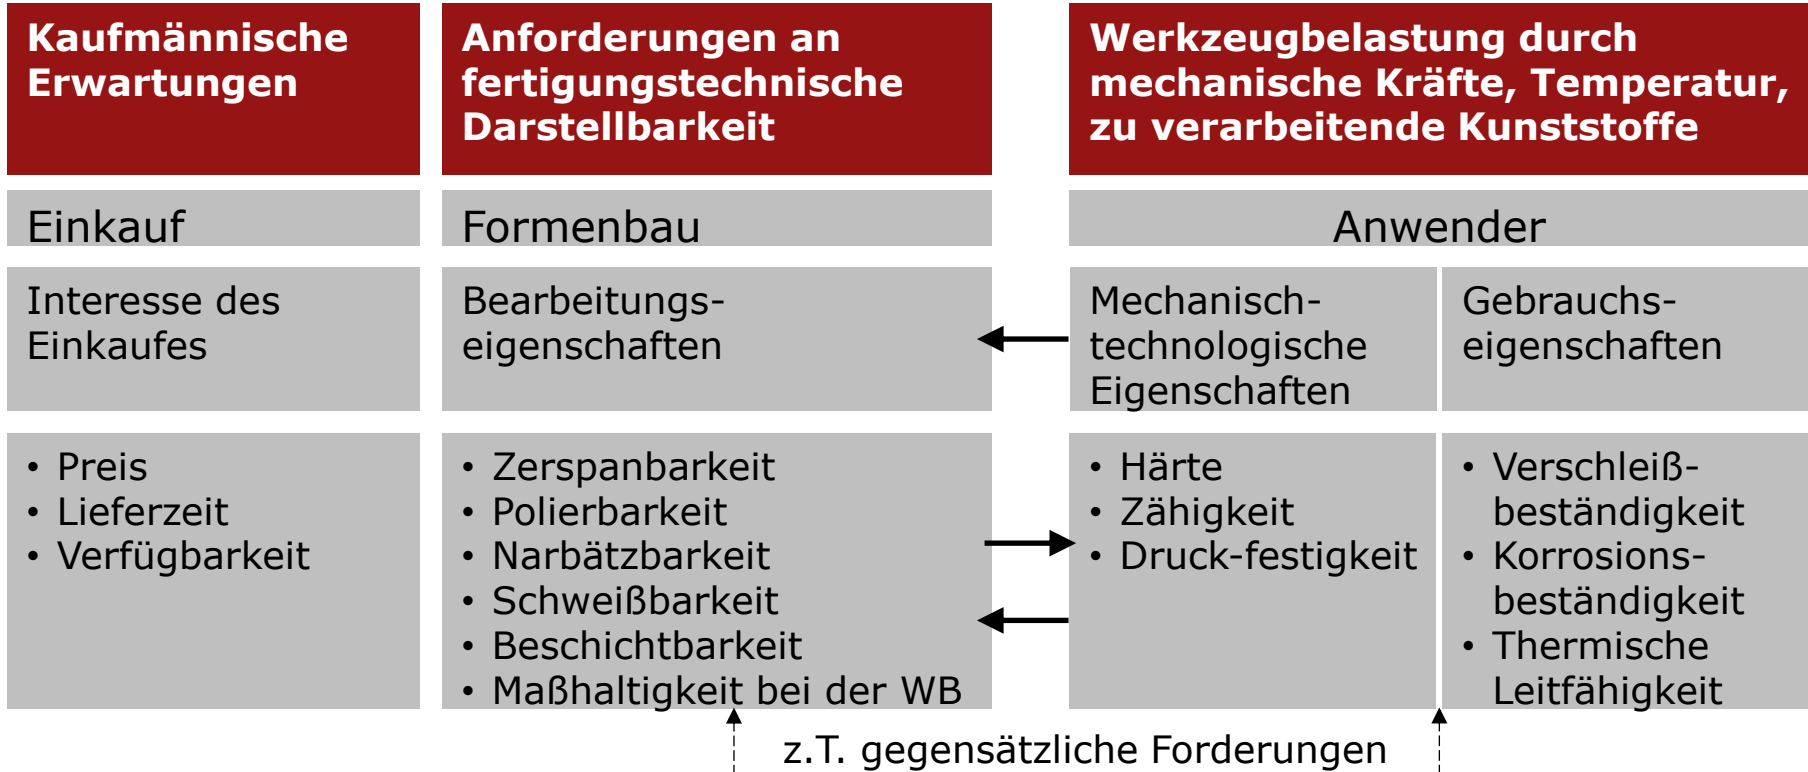 Kaufmännische
Erwartungen
Anforderungen an
fertigungstechnische
Darstellbarkeit
Werkzeugbelastung durch
mechanische Kräfte, Temperatur,
zu verarbeitende Kunststoffe
Einkauf
Formenbau
Anwender
Interesse des
Einkaufes
Bearbeitungs-
eigenschaften
Mechanisch-
technologische
Eigenschaften
Gebrauchs-
eigenschaften
• Preis
• Lieferzeit
• Verfügbarkeit
• Zerspanbarkeit
• Polierbarkeit
• Narbätzbarkeit
• Schweißbarkeit
• Beschichtbarkeit
• Maßhaltigkeit bei der WB
• Härte
• Zähigkeit
• Druck-festigkeit
• Verschleiß-
beständigkeit
• Korrosions-
beständigkeit
• Thermische
Leitfähigkeit
z.T. gegensätzliche Forderungen